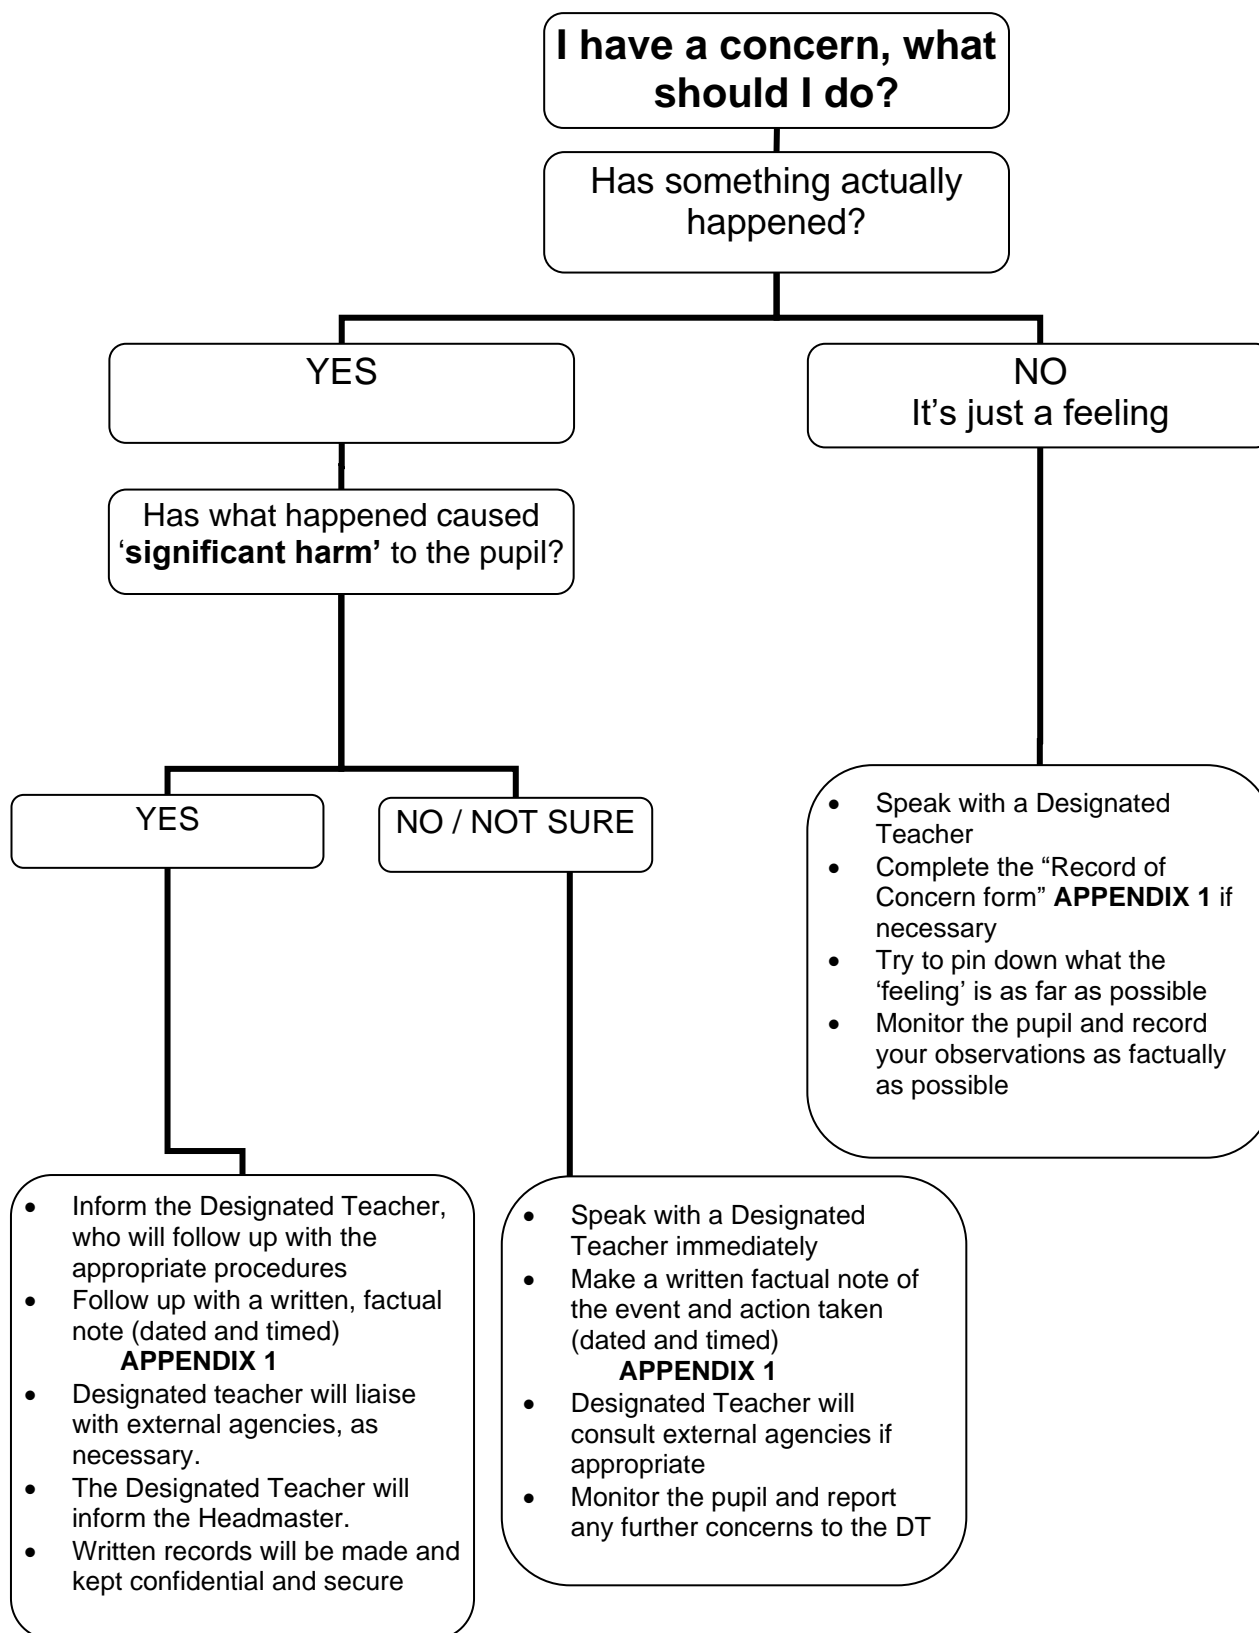 I have a concern, what
should I do?
Has something actually
happened?
YES
NO
It’s just a feeling
Has what happened caused
‘significant harm’ to the pupil?
YES
NO / NOT SURE
• Speak with a Designated
Teacher
• Complete the “Record of
Concern form” APPENDIX 1 if
necessary
• Try to pin down what the
‘feeling’ is as far as possible
• Monitor the pupil and record
your observations as factually
as possible
• Inform the Designated Teacher,
who will follow up with the
appropriate procedures
• Follow up with a written, factual
note (dated and timed)
APPENDIX 1
• Designated teacher will liaise
with external agencies, as
necessary.
• The Designated Teacher will
inform the Headmaster.
• Written records will be made and
kept confidential and secure
• Speak with a Designated
Teacher immediately
• Make a written factual note of
the event and action taken
(dated and timed)
APPENDIX 1
• Designated Teacher will
consult external agencies if
appropriate
• Monitor the pupil and report
any further concerns to the DT